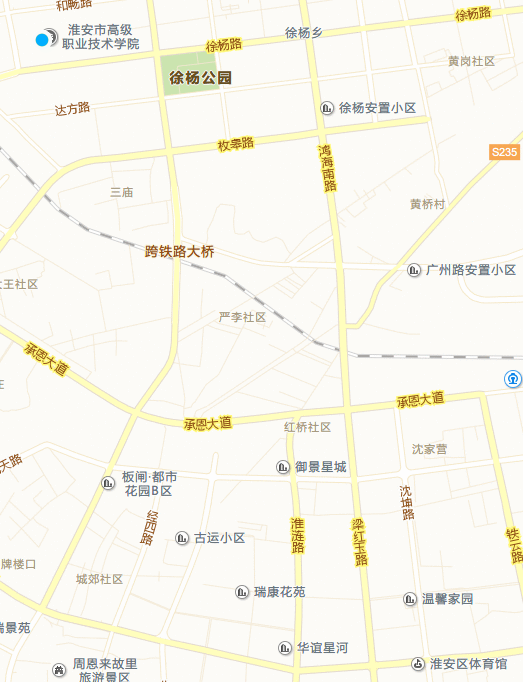 和畅路
徐杨路
淮安市高级
职业技术学院
徐杨路
徐杨乡
黄岗社区
徐杨公园
达方路
徐杨安置小区
枚皋路
鸿海南路
S235
三庙
黄桥村
跨铁路大桥
广州路安置小区
王社区
严李社区
承恩大道
承恩大道
承恩大道
红桥社区
沈家营
天路
板闸·都市
花园B区
御景星城
沈坤路
经西路
淮涟路
梁红玉路
铁云路
古运小区
牌楼口
城郊社区
瑞康花苑
温馨家园
瑞景苑
华谊星河
周恩来故里
旅游景区
淮安区体育馆